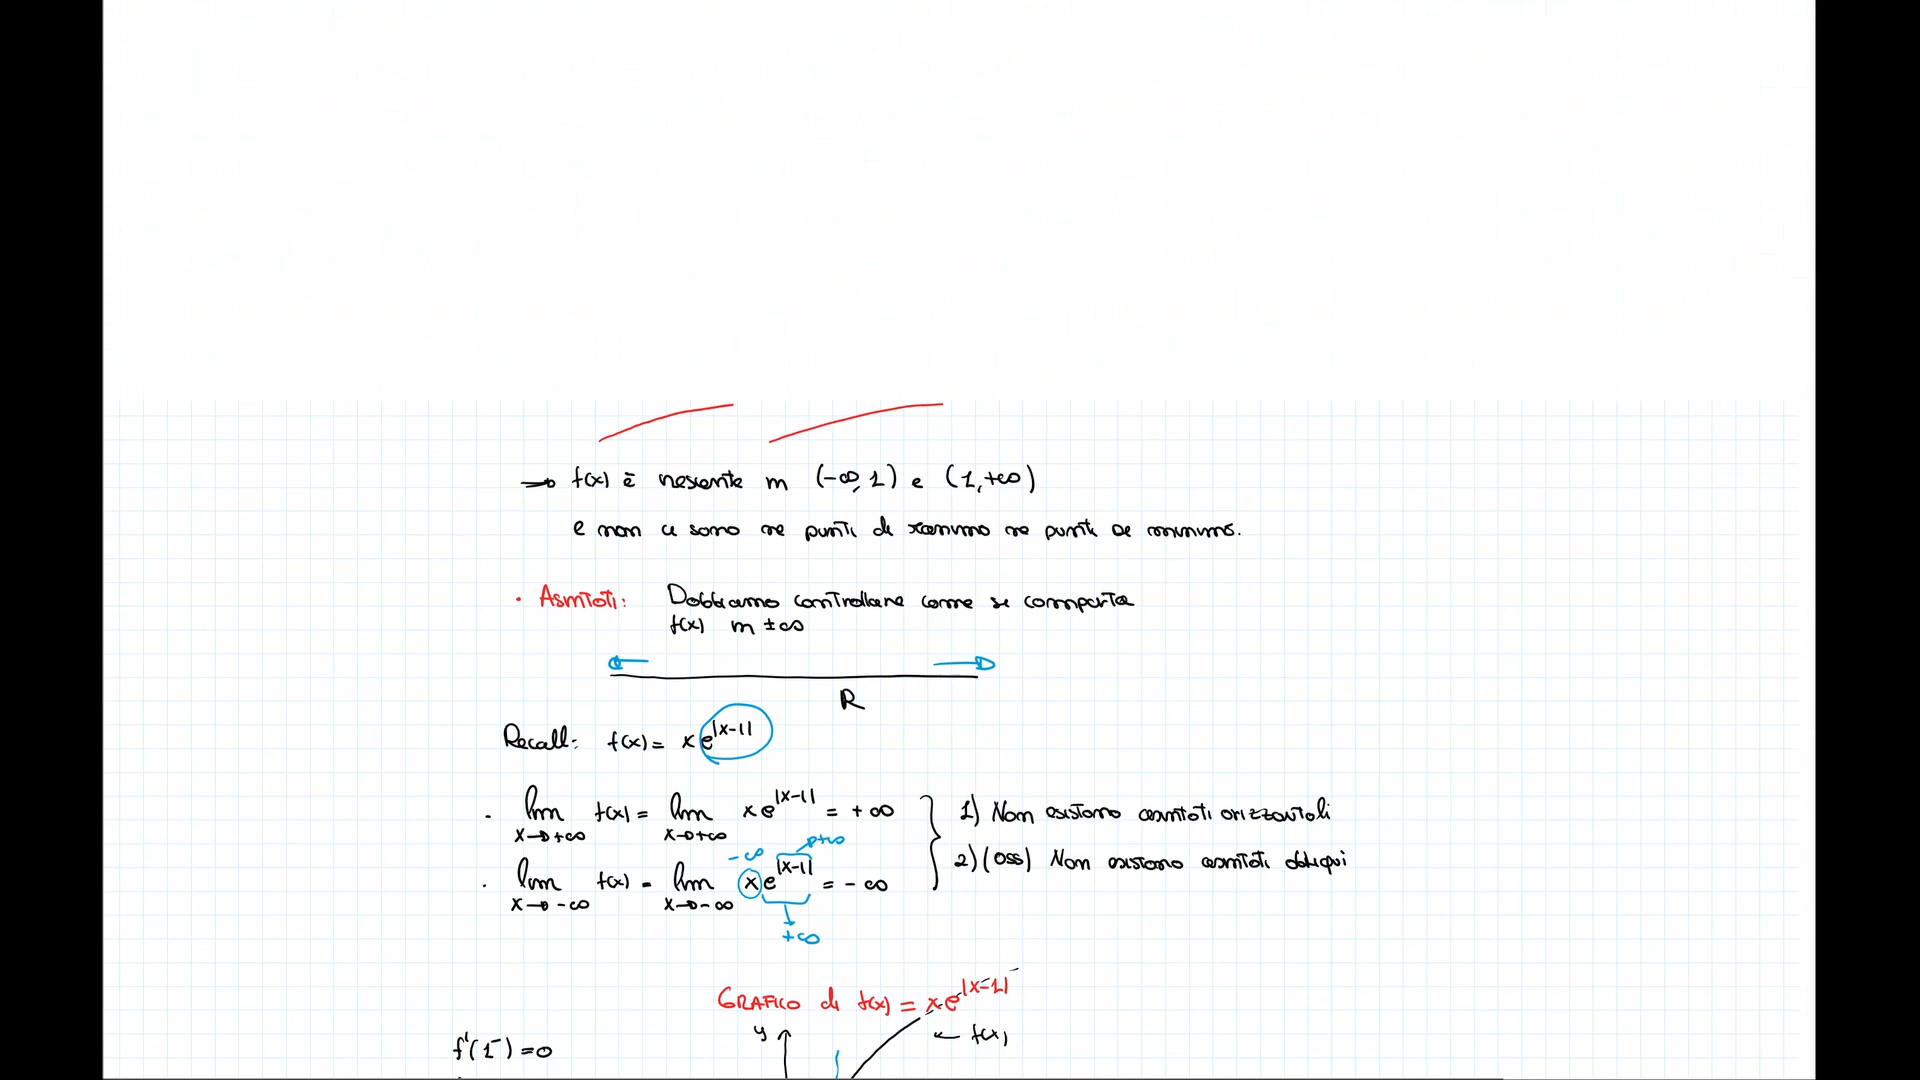 → f(x) è crescente in (-∞, 1) e (1, +∞)
e non ci sono ne punti di massimo ne punti di minimo.
• Asintoti: Dobbiamo controllare come si comporta
f(x) in ±∞
R
Recall: f(x) = x e^|x-1|
• lim x→+∞ f(x) = lim x→+∞ x e^|x-1| = +∞
1) Non esistono asintoti orizzontali
-∞ +∞
• lim x→-∞ f(x) = lim x→-∞ x e^|x-1| = -∞
2) (oss) Non esistono asintoti obliqui
+∞
GRAFICO di f(x) = x e^|x-1|
y ← f(x)
f'(1⁻) = 0